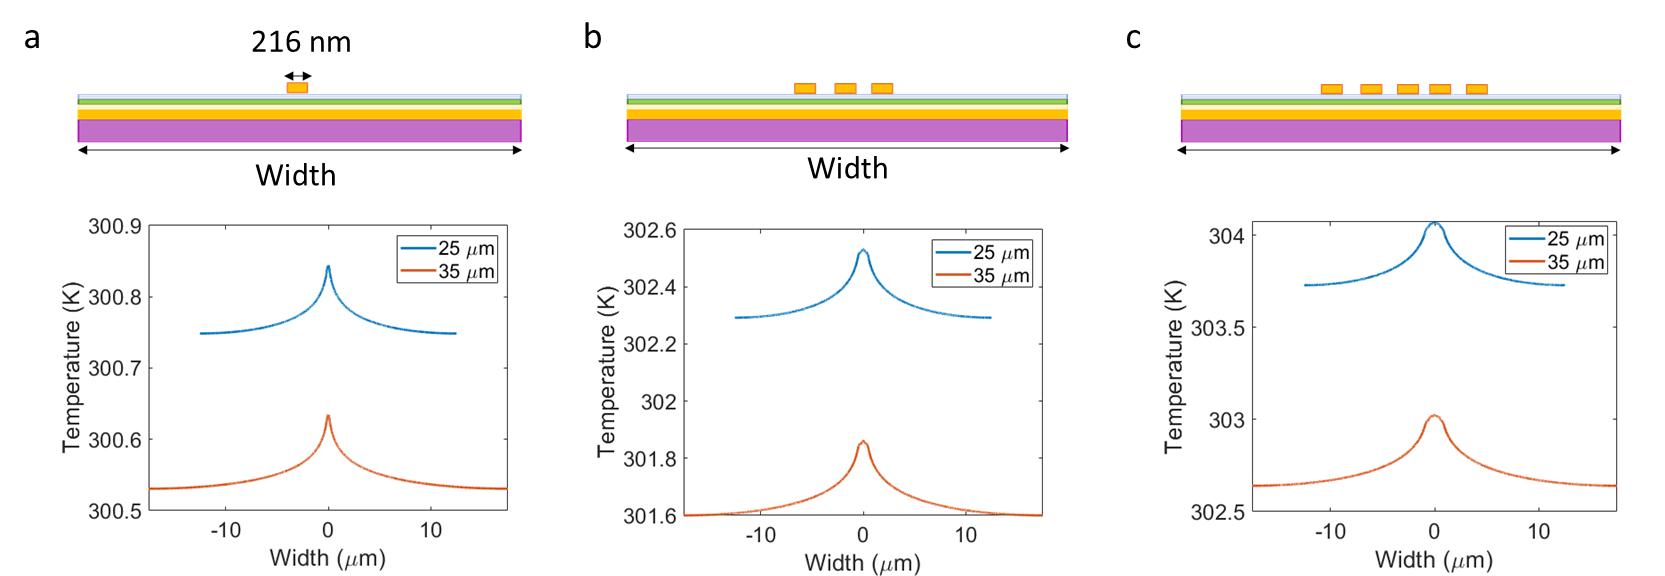 a
216 nm
Width
300.9
300.8
300.7
300.6
300.5
Temperature (K)
25 μm
35 μm
-10 0 10
Width (μm)
b
Width
302.6
302.4
302.2
302
301.8
301.6
Temperature (K)
25 μm
35 μm
-10 0 10
Width (μm)
c
304
303.5
303
302.5
Temperature (K)
25 μm
35 μm
-10 0 10
Width (μm)